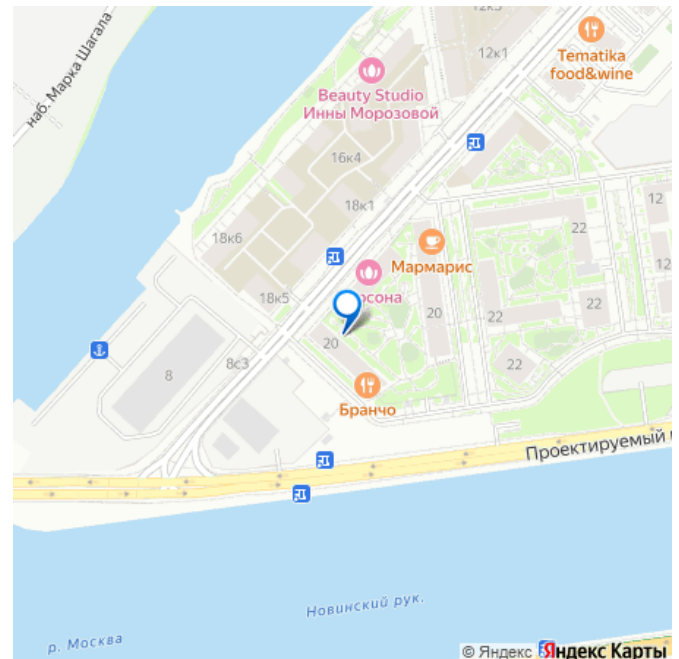 12к3
12к1
Tematika
food&wine
наб. Марка Шагала
Beauty Studio
Инны Морозовой
16к4
18к1
12
22
18к6
Мармарис
12
сона
22
18к5
20
20
22
8
8с3
22
Бранчо
Проектируемый
Новинский рук.
р. Москва
© Яндекс Яндекс Карты